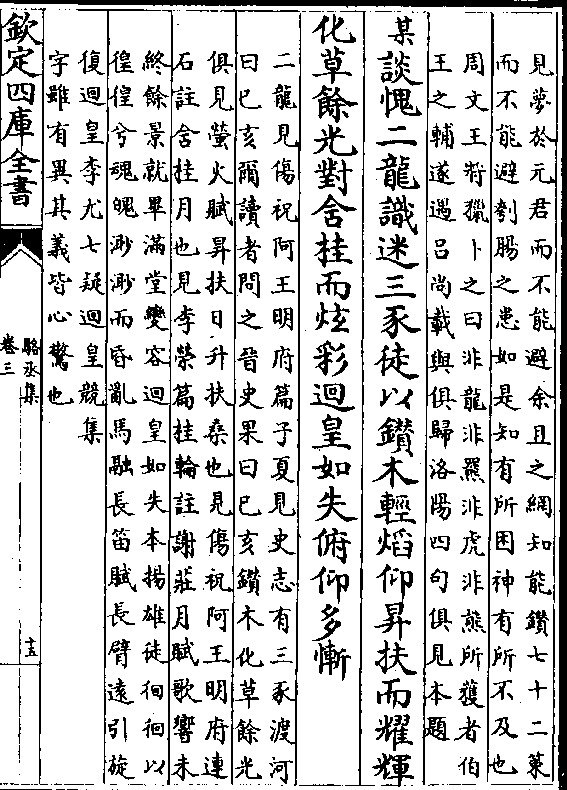 見夢於元君而不能避余且之網知能鑽七十二策
而不能避刳腸之患如是知有所困神有所不及也
周文王將獵卜之曰非龍非羆非虎非熊所獲者伯
王之輔遂遇吕尚載與俱歸洛陽四句俱見本題
某談愧二龍識迷三豕徒以鑽木輕焰仰昇扶而耀輝
化草餘光對舍桂而炫彩迴皇如失俯仰多慚
二龍見傷祝阿王明府篇子夏見史志有三豕渡河
曰已亥爾讀者問之晉史果曰已亥鑽木化草餘光
俱見螢火賦昇扶日升扶桑也見傷祝阿王明府連
石註舍桂月也見李榮篇桂輪註謝莊月賦歌響未
終餘景就畢滿堂變容迴皇如失本揚雄徒徊徊以
徨徨兮魂魄渺渺而昏亂馬融長笛賦長臂遠引旋
復迴皇李尤七疑迴皇競集
字雖有異其義皆心驚也
欽定四庫全書
駱丞集
卷三
十五